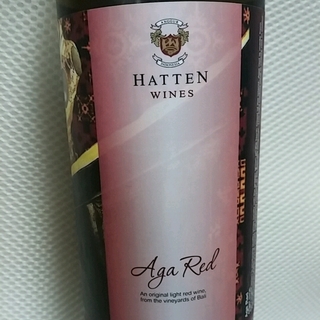 HATTEN
WINES
Aga Red
An original light red wine,
from the vineyards of Bali